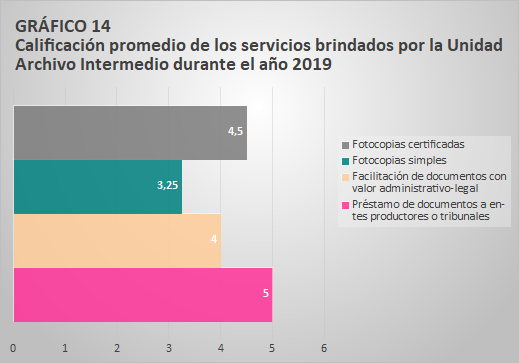 GRÁFICO 14
Calificación promedio de los servicios brindados por la Unidad
Archivo Intermedio durante el año 2019
4,5
3,25
4
5
0 1 2 3 4 5 6
Fotocopias certificadas
Fotocopias simples
Facilitación de documentos con
valor administrativo-legal
Préstamo de documentos a en-
tes productores o tribunales